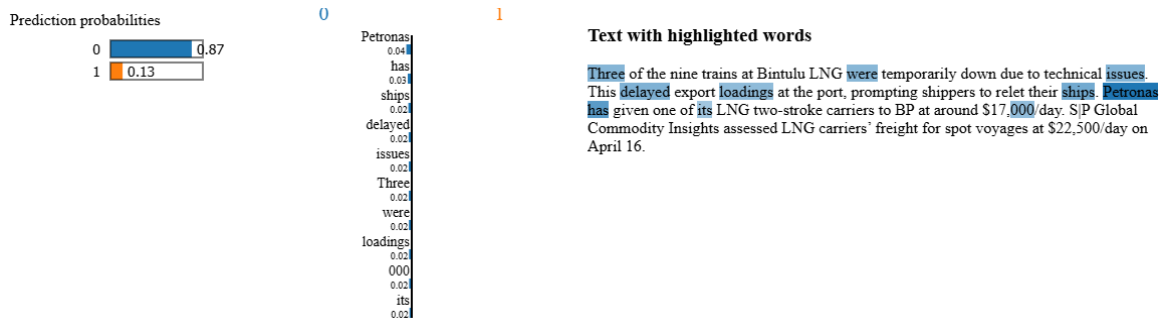 Prediction probabilities
0 0.87
1 0.13
0 1
Petronas
0.04
has
0.03
ships
0.02
delayed
0.02
issues
0.02
Three
0.02
were
0.02
loadings
0.02
000
0.02
its
0.02
Text with highlighted words
Three of the nine trains at Bintulu LNG were temporarily down due to technical issues.
This delayed export loadings at the port, prompting shippers to relet their ships. Petronas
has given one of its LNG two-stroke carriers to BP at around $17,000/day. S|P Global
Commodity Insights assessed LNG carriers’ freight for spot voyages at $22,500/day on
April 16.